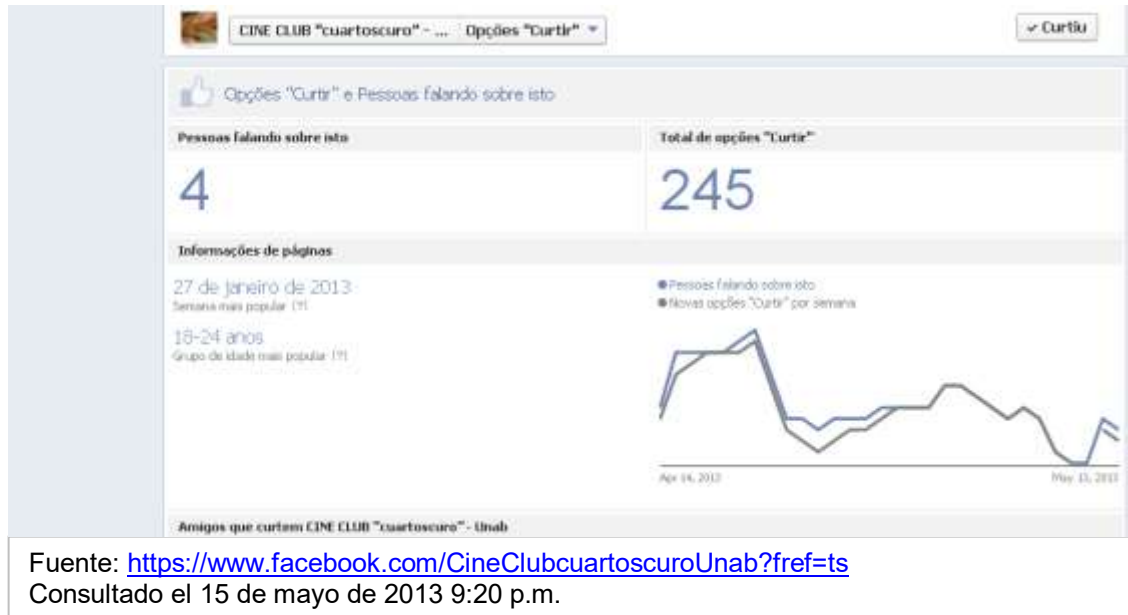 CINE CLUB "cuartoscuro" - ... Opções "Curtir"
Curtiu
Opções "Curtir" e Pessoas falando sobre isto
Pessoas falando sobre isto
Total de opções "Curtir"
4
245
Informações de páginas
27 de janeiro de 2013
Semana mais popular [?]
18-24 anos
Grupo de idade mais popular [?]
Pessoas falando sobre isto
Novas opções "Curtir" por semana
Apr 14, 2013
May 13, 2013
Amigos que curtem CINE CLUB "cuartoscuro" - Unab
Fuente: https://www.facebook.com/CineClubcuartoscuroUnab?fref=ts
Consultado el 15 de mayo de 2013 9:20 p.m.